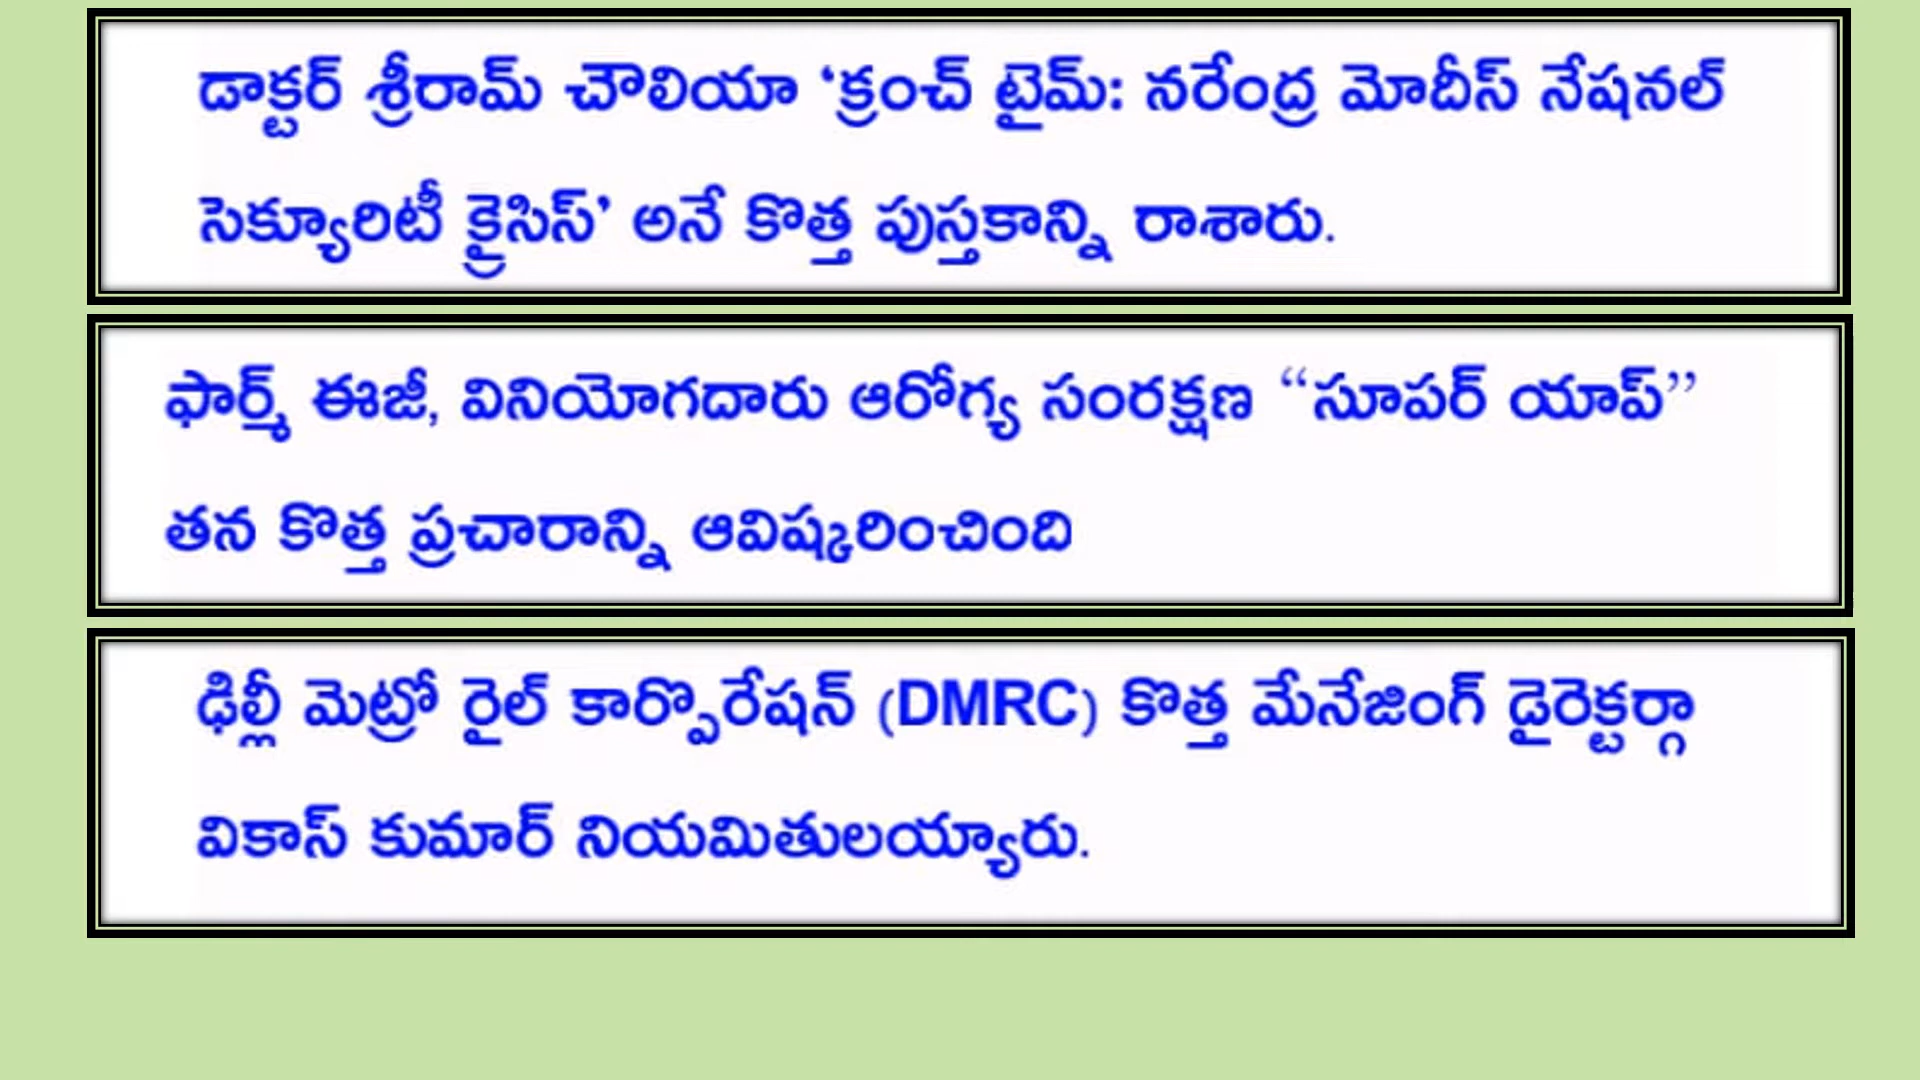 డాక్టర్ శ్రీరామ్ చౌలియా ‘క్రంచ్ టైమ్: నరేంద్ర మోదీస్ నేషనల్
సెక్యూరిటీ క్రైసిస్’ అనే కొత్త పుస్తకాన్ని రాశారు.
ఫార్మ్ ఈజీ, వినియోగదారు ఆరోగ్య సంరక్షణ “సూపర్ యాప్”
తన కొత్త ప్రచారాన్ని ఆవిష్కరించింది
ఢిల్లీ మెట్రో రైల్ కార్పొరేషన్ (DMRC) కొత్త మేనేజింగ్ డైరెక్టర్గా
వికాస్ కుమార్ నియమితులయ్యారు.